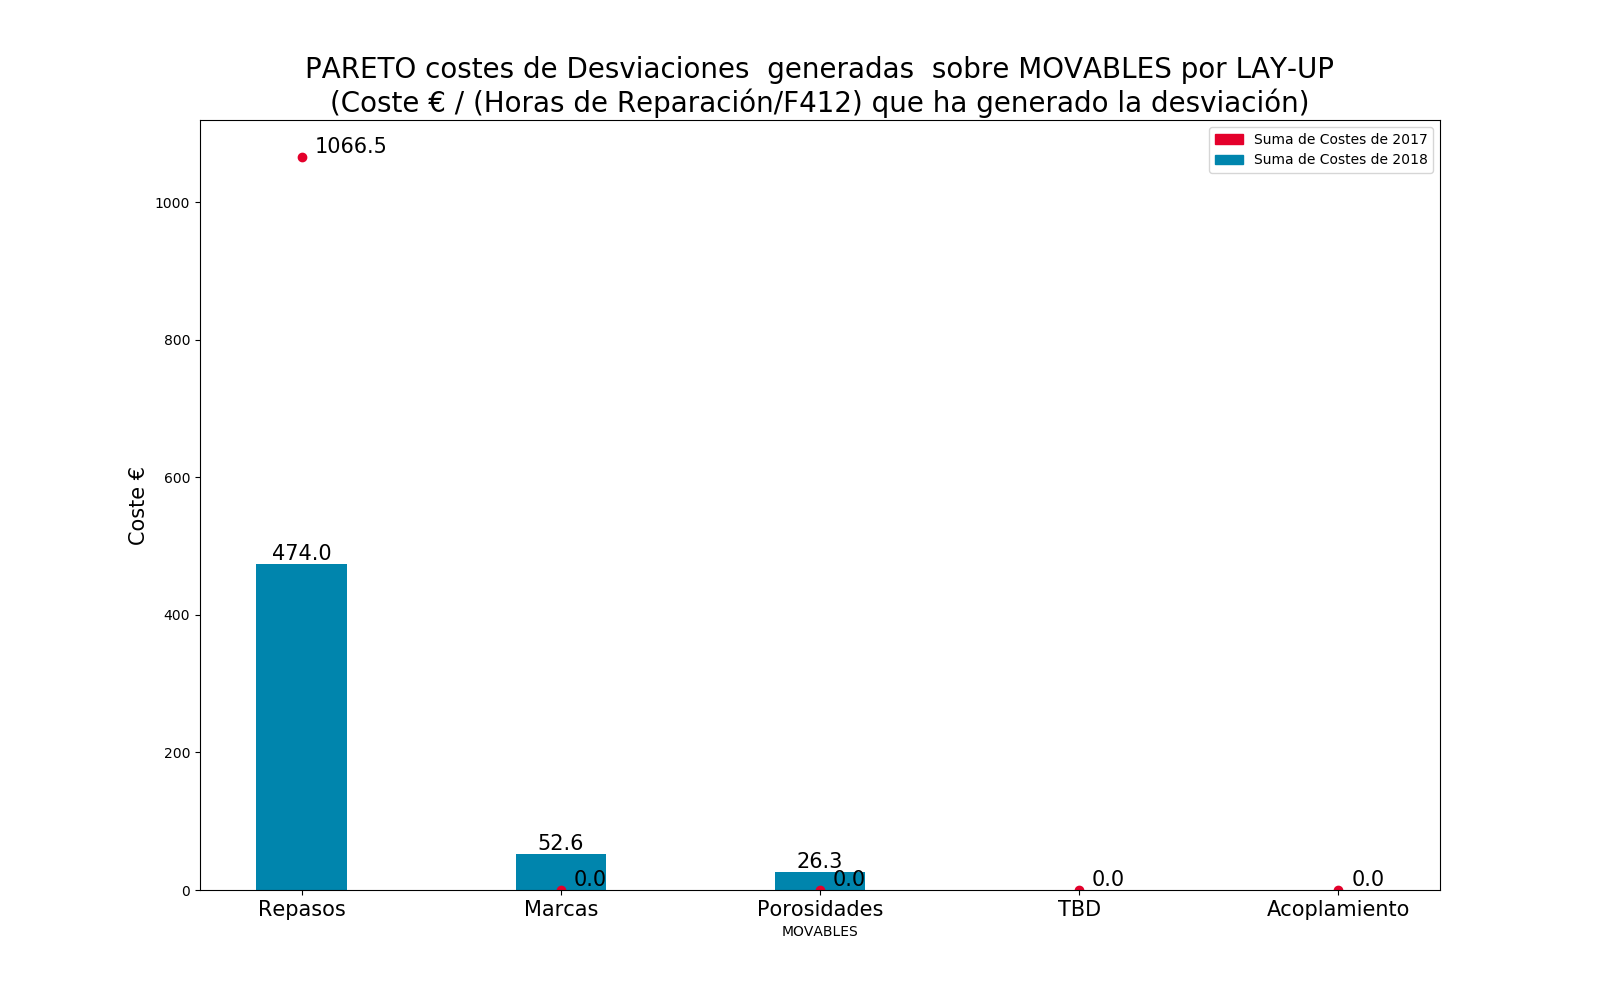 PARETO costes de Desviaciones  generadas  sobre MOVABLES por LAY-UP
(Coste € / (Horas de Reparación/F412) que ha generado la desviación)
1066.5
Suma de Costes de 2017
Suma de Costes de 2018
1000
800
600
400
200
0
Coste €
474.0
52.6
0.0
26.3
0.0
0.0
0.0
Repasos
Marcas
Porosidades
TBD
Acoplamiento
MOVABLES